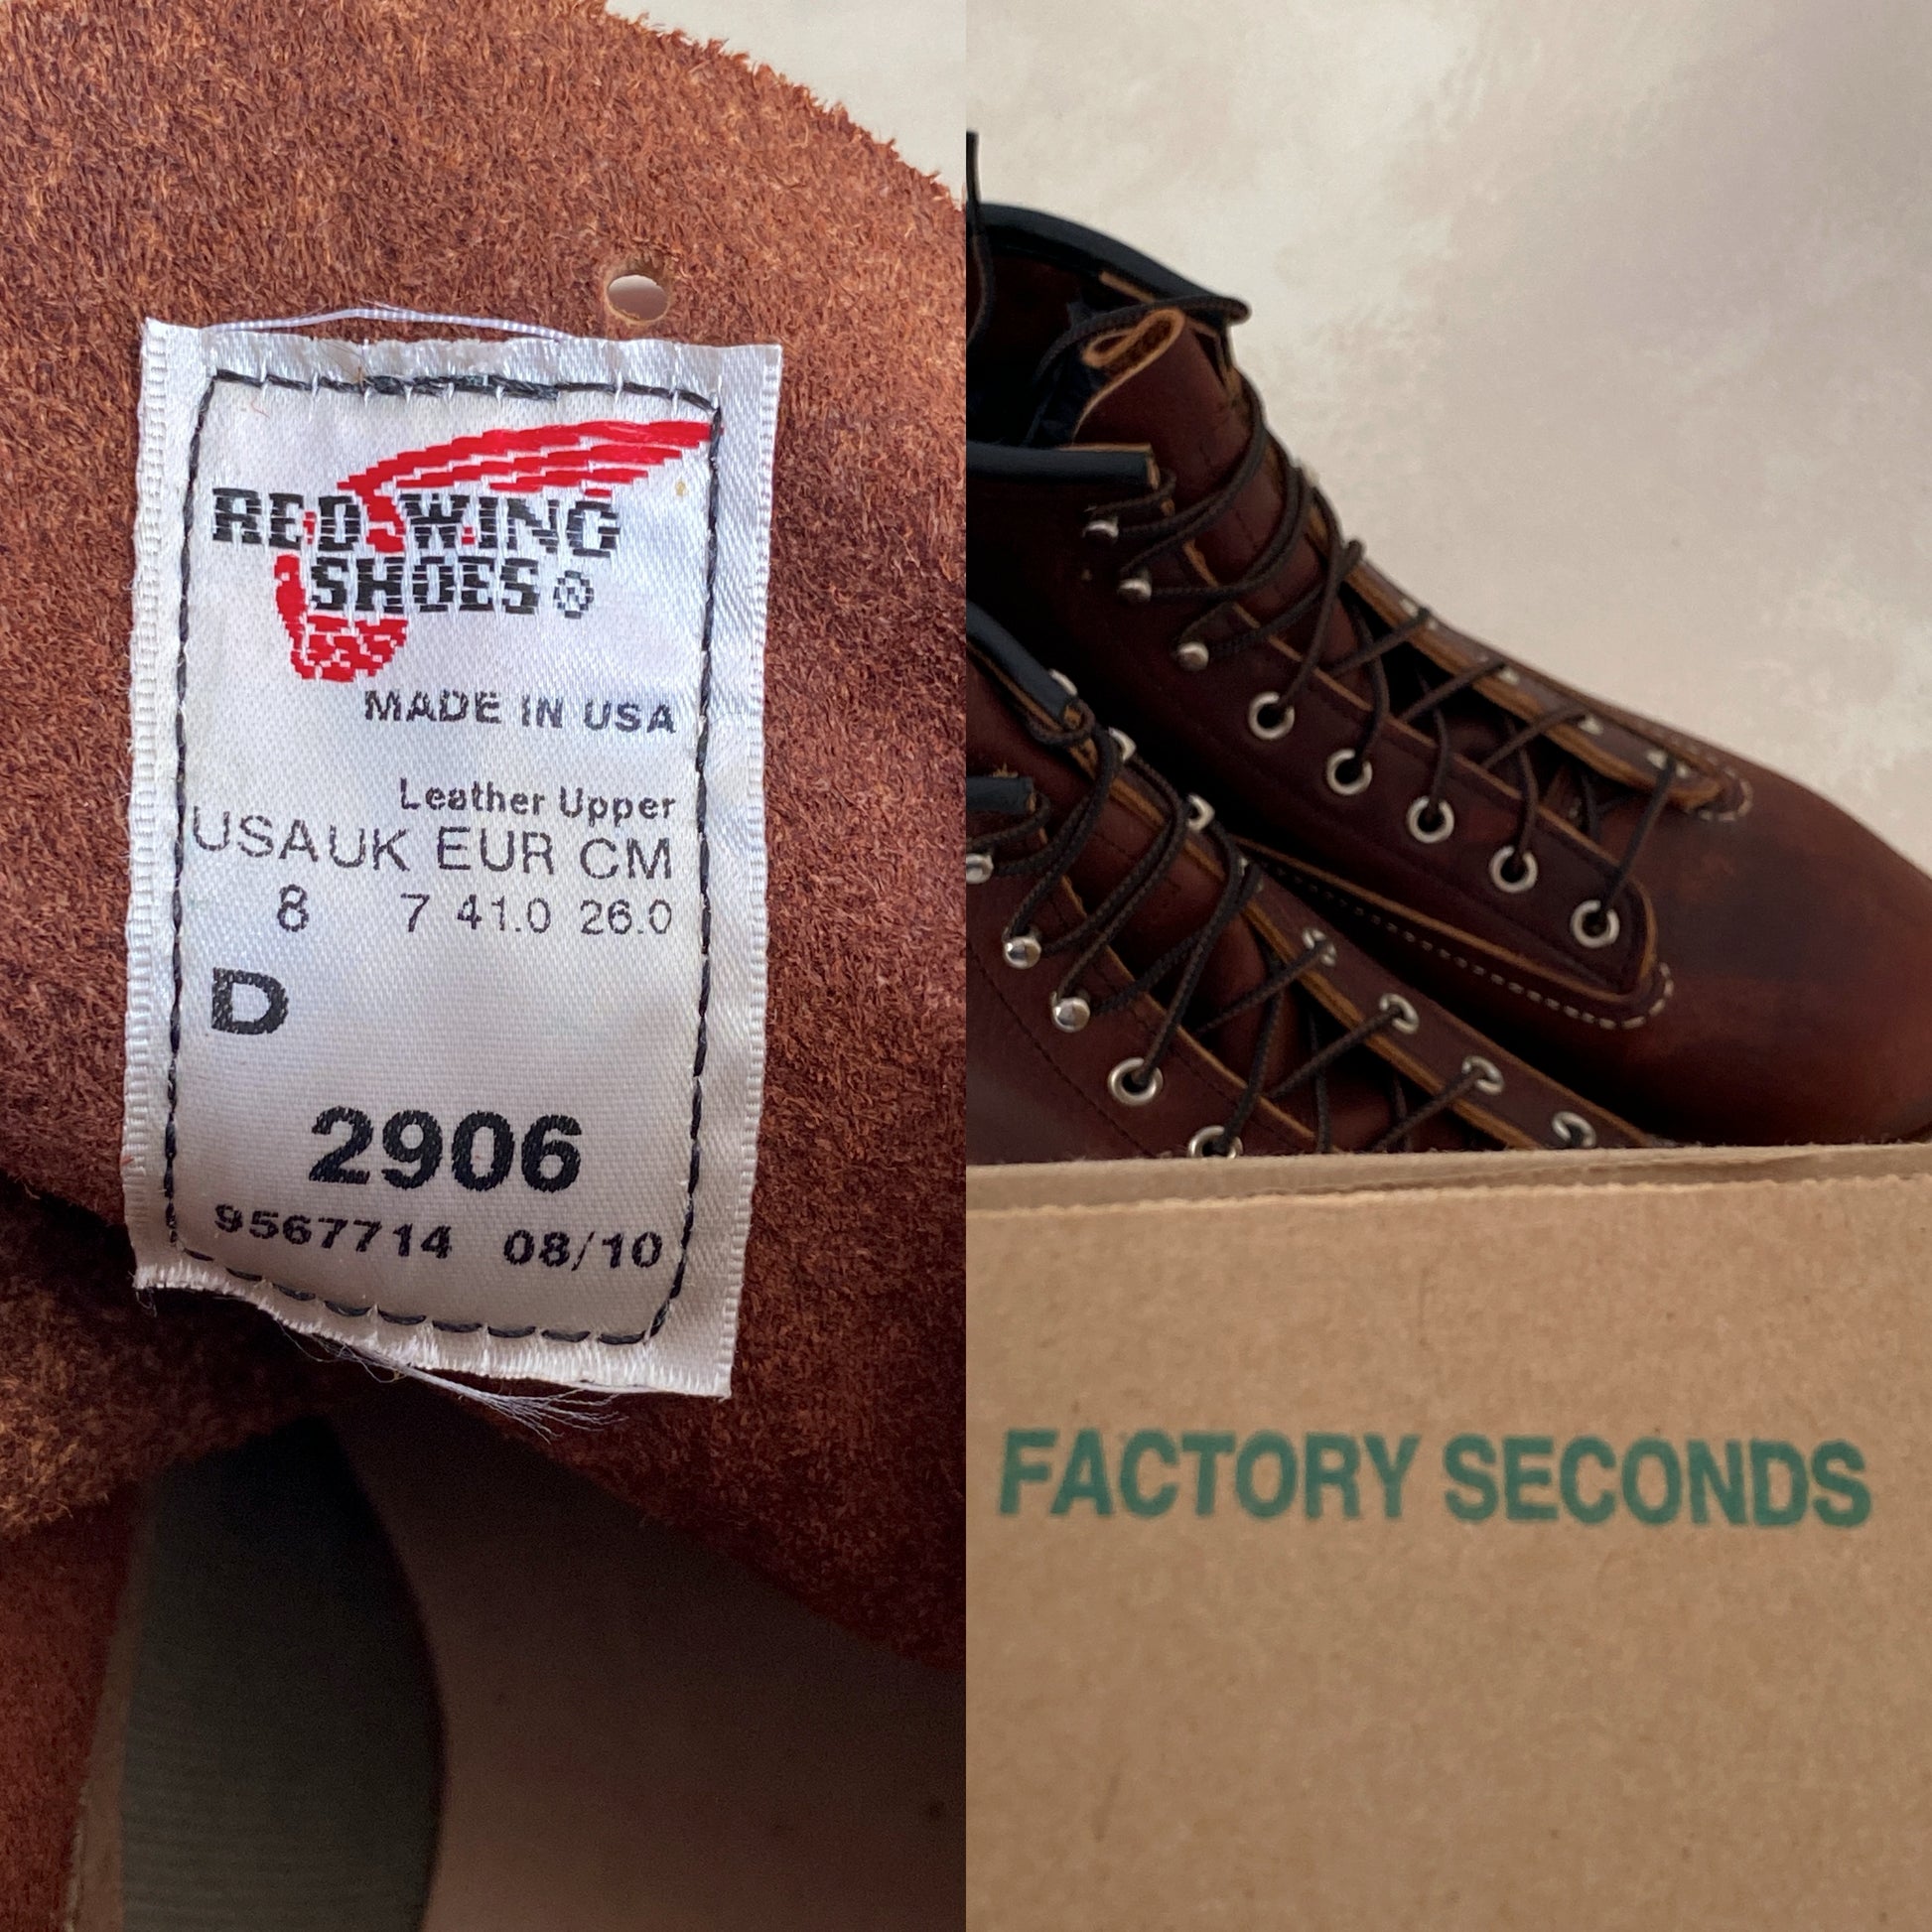 RED WING
SHOES®
MADE IN USA
Leather Upper
USA UK EUR CM
8 7 41.0 26.0
D
2906
9567714 08/10
FACTORY SECONDS